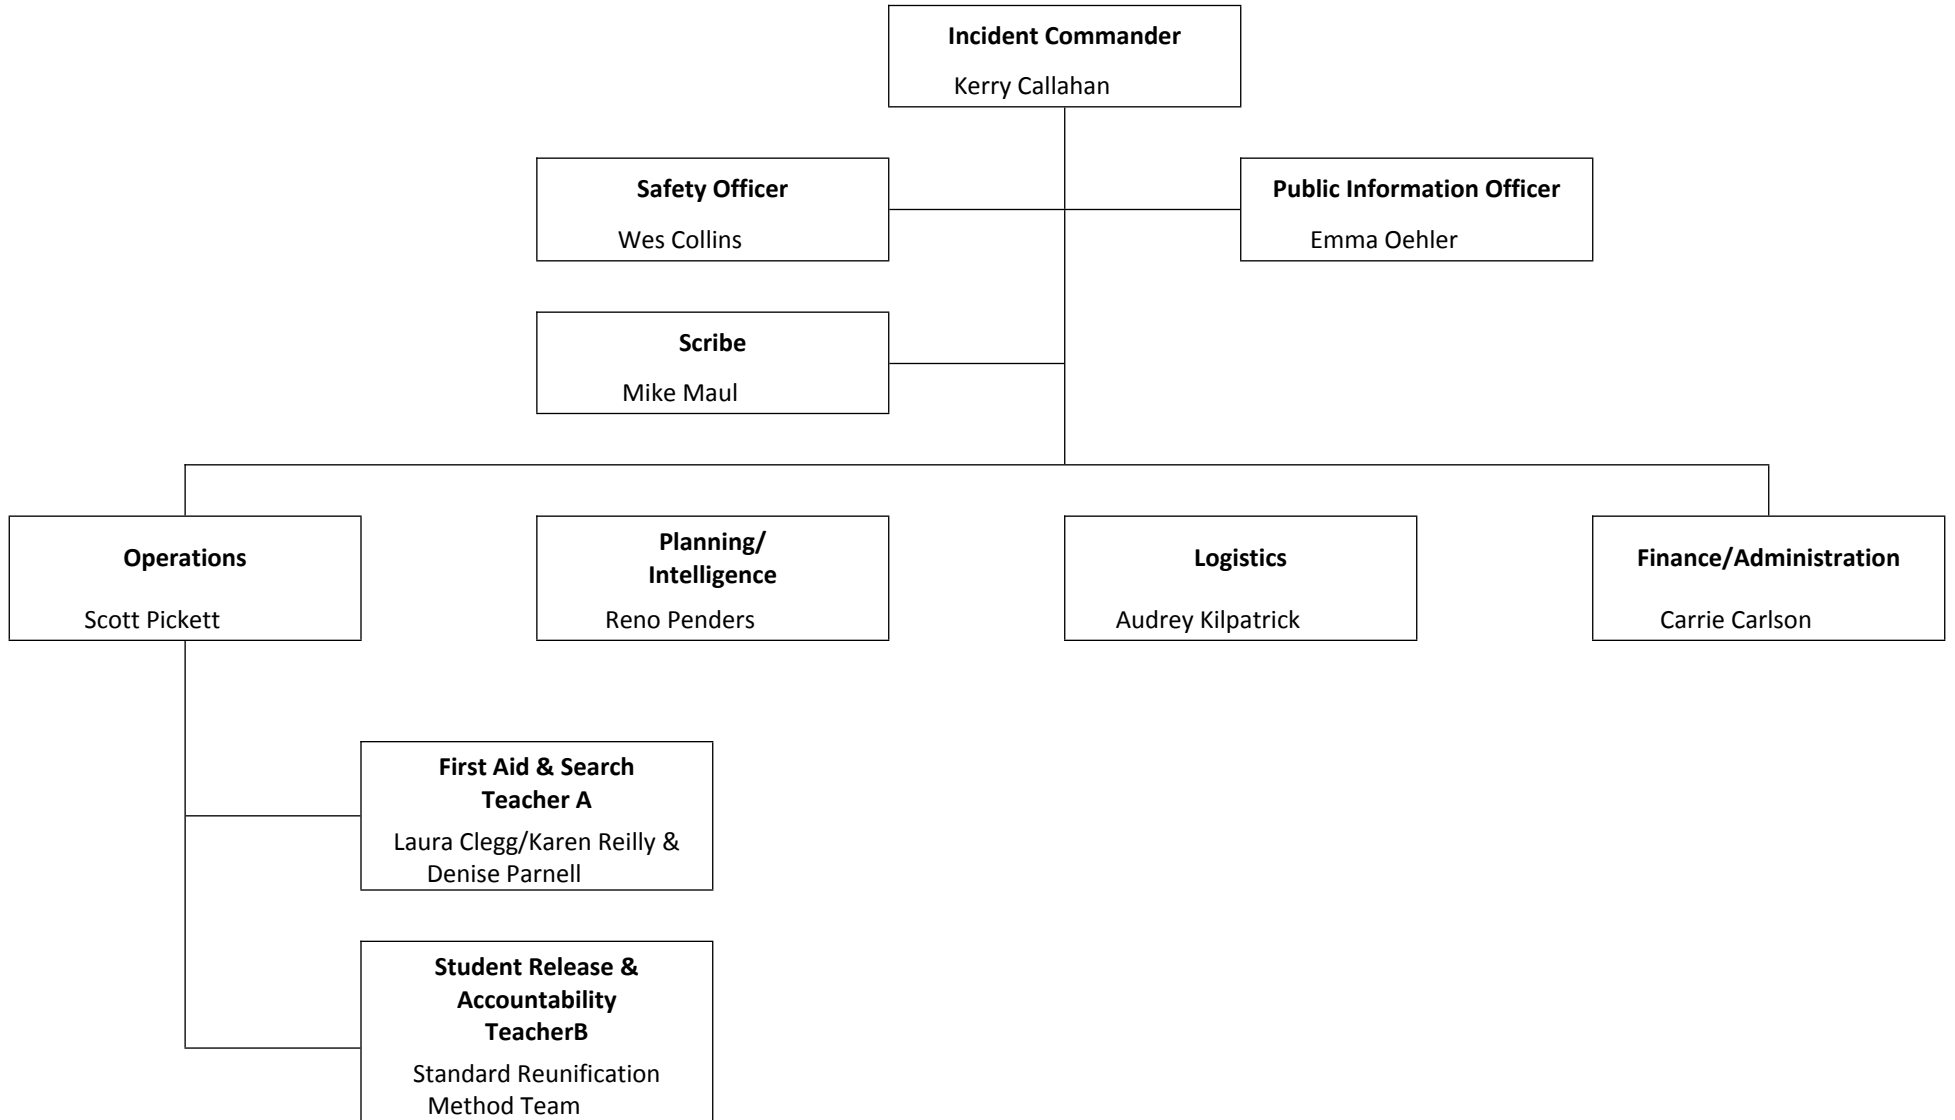 Incident Commander
Kerry Callahan
Safety Officer
Wes Collins
Public Information Officer
Emma Oehler
Scribe
Mike Maul
Operations
Scott Pickett
Planning/
Intelligence
Reno Penders
Logistics
Audrey Kilpatrick
Finance/Administration
Carrie Carlson
First Aid & Search
Teacher A
Laura Clegg/Karen Reilly &
Denise Parnell
Student Release &
Accountability
TeacherB
Standard Reunification
Method Team